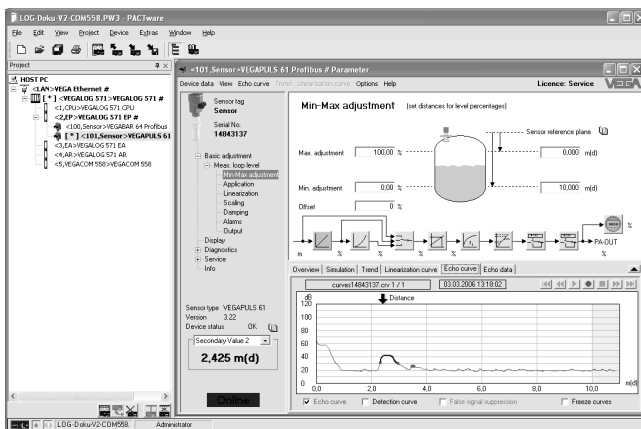 LOG-Doku-V2-COM558.PW3 - PACTware
File Edit View Project Device Extras Window Help
Project
HOST PC
<LAN>VEGA Ethernet #
[ * ] <VEGALOG 571>VEGALOG 571 #
<1,CPU>VEGALOG 571 CPU
<2,EP>VEGALOG 571 EP #
<100,Sensor>VEGABAR 64 Profibus
[ * ] <101,Sensor>VEGAPULS 61
<3,EA>VEGALOG 571 EA
<4,AR>VEGALOG 571 AR
<5,VEGACOM 558>VEGACOM 558
<101,Sensor>VEGAPULS 61 Profibus # Parameter
Device data View Echo curve Trend Linearization curve Options Help Licence: Service VEGA
Sensor tag
Sensor
Serial No.
14843137
Basic adjustment
Meas. loop level
Min-Max adjustment
Application
Linearization
Scaling
Damping
Alarms
Output
Display
Diagnostics
Service
Info
Sensor type VEGAPULS 61
Version 3.22
Device status OK
Secondary Value 2
2,425 m(d)
Online
Min-Max adjustment (set distances for level percentages)
Sensor reference plane
Max. adjustment 100,00 % 0,000 m(d)
Min. adjustment 0,00 % 10,000 m(d)
Offset 0 %
%
PA-OUT
m % % % % %
Overview Simulation Trend Linearization curve Echo curve Echo data
curves14843137.crv 1 / 1 03.03.2006 13:18:02
dB Distance
120
100
80
60
40
20
0
0,0 2,0 4,0 6,0 8,0 10,0 m(d)
Echo curve Detection curve False signal suppression Freeze curves
LOG-Doku-V2-COM558. Administrator